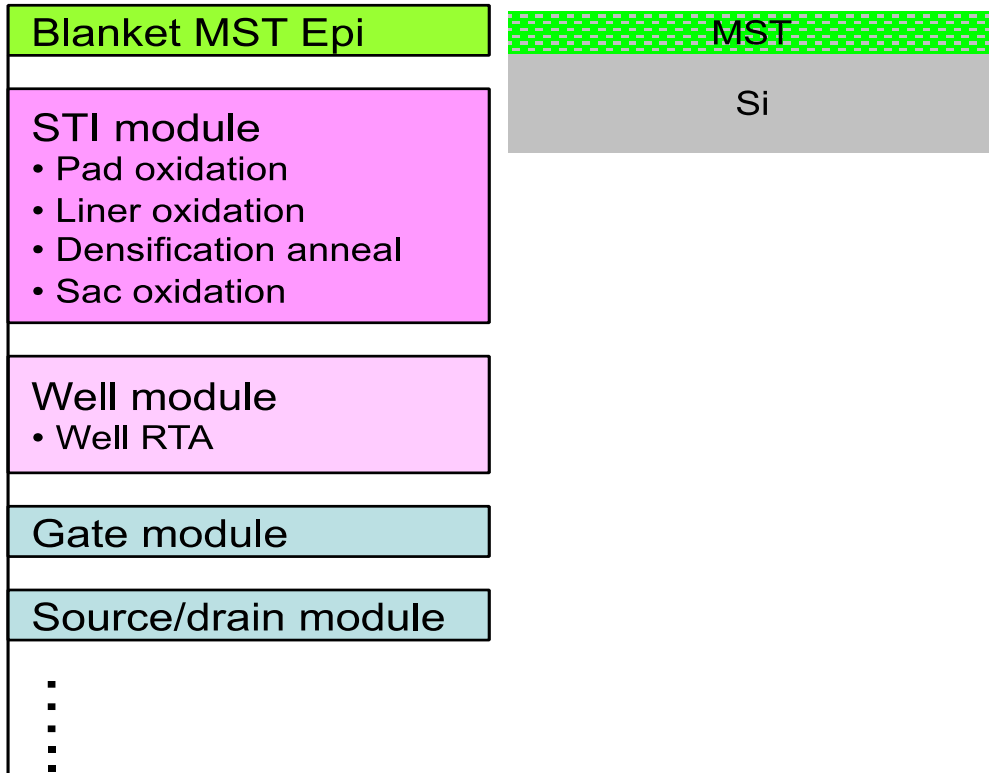 Blanket MST Epi
MST
Si
STI module
• Pad oxidation
• Liner oxidation
• Densification anneal
• Sac oxidation
Well module
• Well RTA
Gate module
Source/drain module